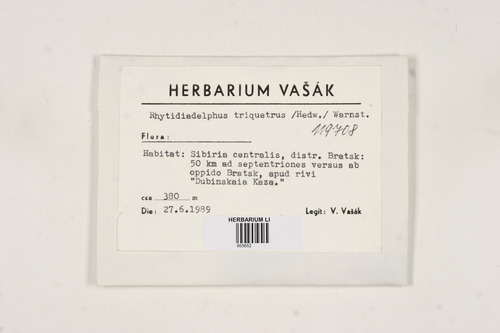 HERBARIUM VAŠÁK
Rhytidiadelphus triquetrus /Hedw./ Warnst.
119708
Flora:
Habitat: Sibiria centralis, distr. Bratsk:
50 km ad septentriones versus ab
oppido Bratsk, apud rivi
"Dubinskaia Kaza."
cca 380 m
Die: 27.6.1989 Legit: V. Vašák
HERBARIUM LI